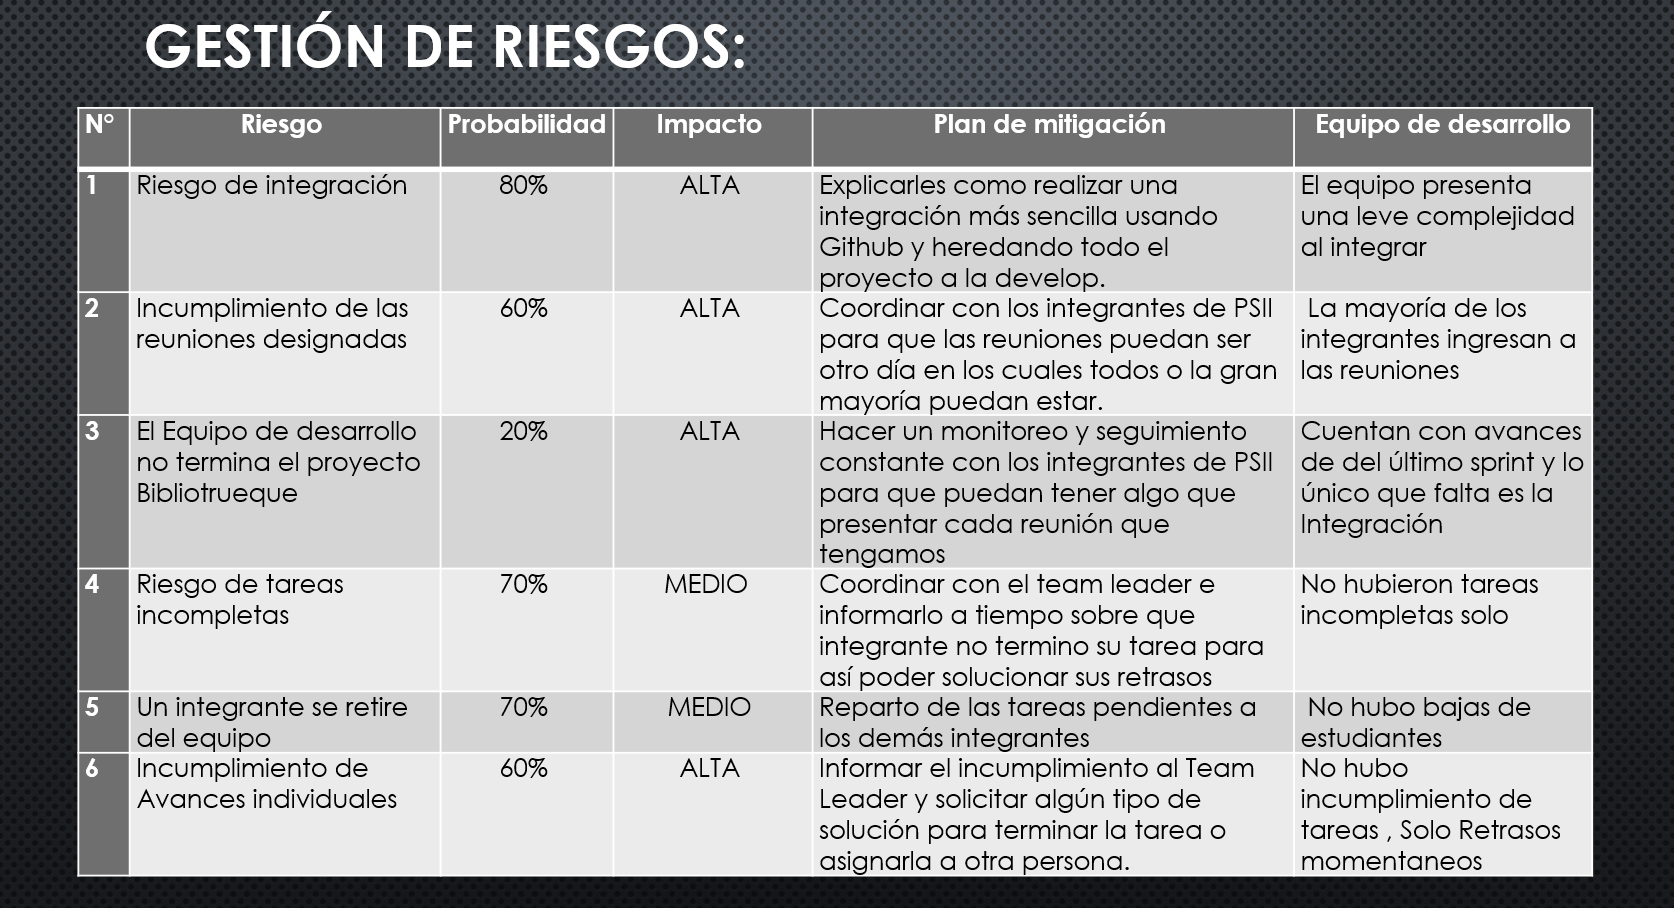 GESTIÓN DE RIESGOS:
N° Riesgo Probabilidad Impacto Plan de mitigación Equipo de desarrollo
1 Riesgo de integración 80% ALTA Explicarles como realizar una El equipo presenta
integración más sencilla usando una leve complejidad
Github y heredando todo el al integrar
proyecto a la develop.
2 Incumplimiento de las 60% ALTA Coordinar con los integrantes de PSII La mayoría de los
reuniones designadas para que las reuniones puedan ser integrantes ingresan a
otro día en los cuales todos o la gran las reuniones
mayoría puedan estar.
3 El Equipo de desarrollo 20% ALTA Hacer un monitoreo y seguimiento Cuentan con avances
no termina el proyecto constante con los integrantes de PSII de del último sprint y lo
Bibliotrueque para que puedan tener algo que único que falta es la
presentar cada reunión que Integración
tengamos
4 Riesgo de tareas 70% MEDIO Coordinar con el team leader e No hubieron tareas
incompletas informarlo a tiempo sobre que incompletas solo
integrante no termino su tarea para
así poder solucionar sus retrasos
5 Un integrante se retire 70% MEDIO Reparto de las tareas pendientes a No hubo bajas de
del equipo los demás integrantes estudiantes
6 Incumplimiento de 60% ALTA Informar el incumplimiento al Team No hubo
Avances individuales Leader y solicitar algún tipo de incumplimiento de
solución para terminar la tarea o tareas , Solo Retrasos
asignarla a otra persona. momentaneos